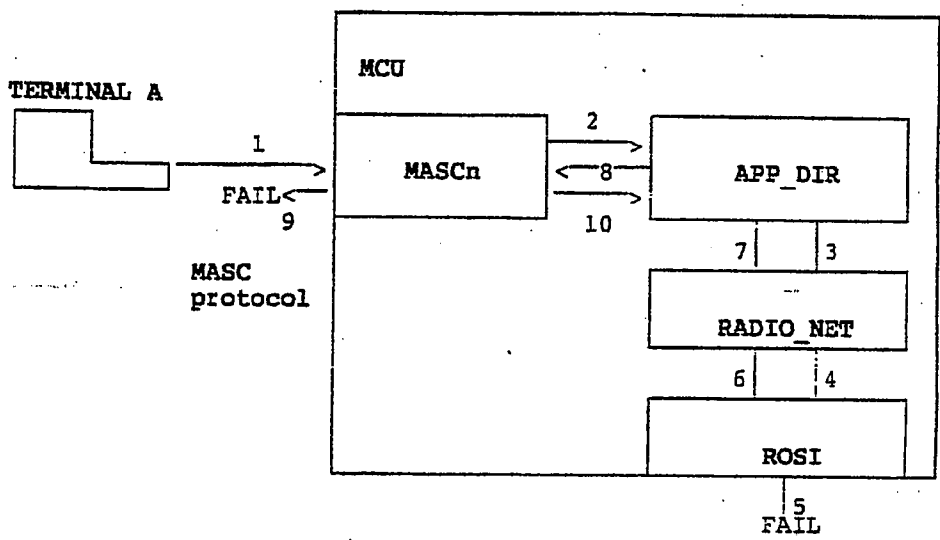 MCU
TERMINAL A
1
2
MASCn
8
APP_DIR
FAIL
9
10
7
3
MASC
protocol
RADIO_NET
6
4
ROSI
5
FAIL